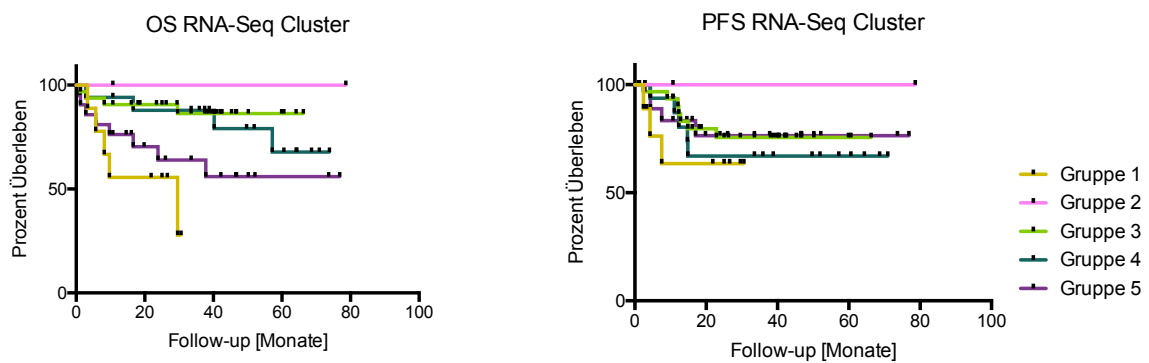 OS RNA-Seq Cluster
Prozent Überleben
100
50
0
0 20 40 60 80 100
Follow-up [Monate]
PFS RNA-Seq Cluster
Prozent Überleben
100
50
0
0 20 40 60 80 100
Follow-up [Monate]
Gruppe 1
Gruppe 2
Gruppe 3
Gruppe 4
Gruppe 5